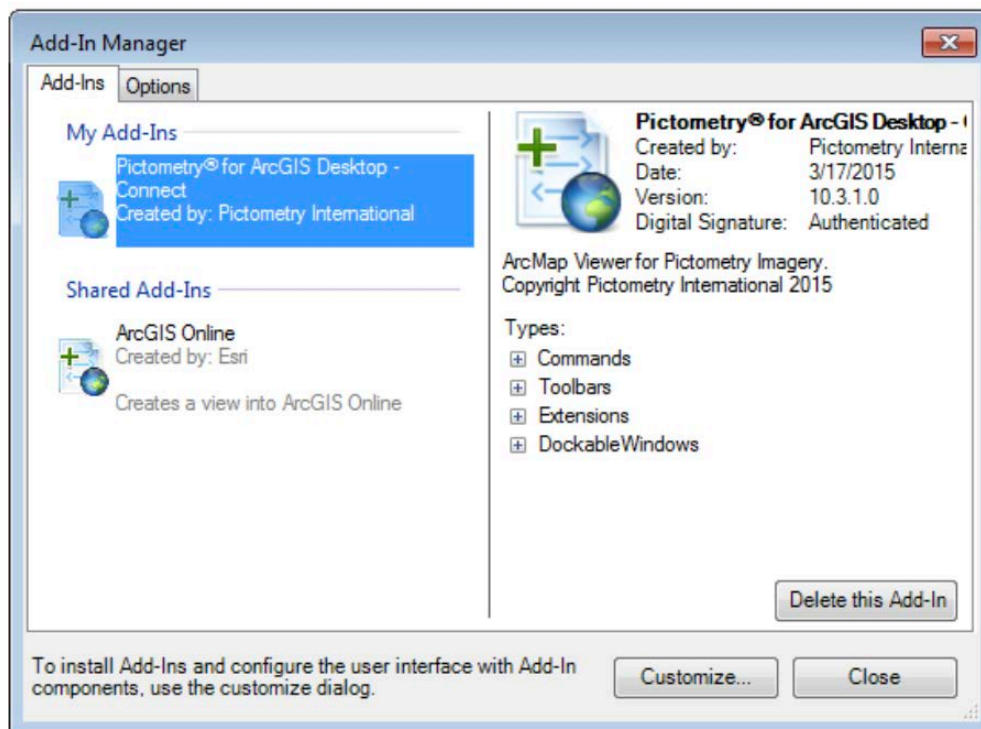 Add-In Manager
Add-Ins
Options
My Add-Ins
Pictometry® for ArcGIS Desktop -
Connect
Created by: Pictometry International
Shared Add-Ins
ArcGIS Online
Created by: Esri
Creates a view into ArcGIS Online
Pictometry® for ArcGIS Desktop -
Created by: Pictometry Interna
Date: 3/17/2015
Version: 10.3.1.0
Digital Signature: Authenticated
ArcMap Viewer for Pictometry Imagery.
Copyright Pictometry International 2015
Types:
Commands
Toolbars
Extensions
DockableWindows
Delete this Add-In
To install Add-Ins and configure the user interface with Add-In
components, use the customize dialog.
Customize...
Close